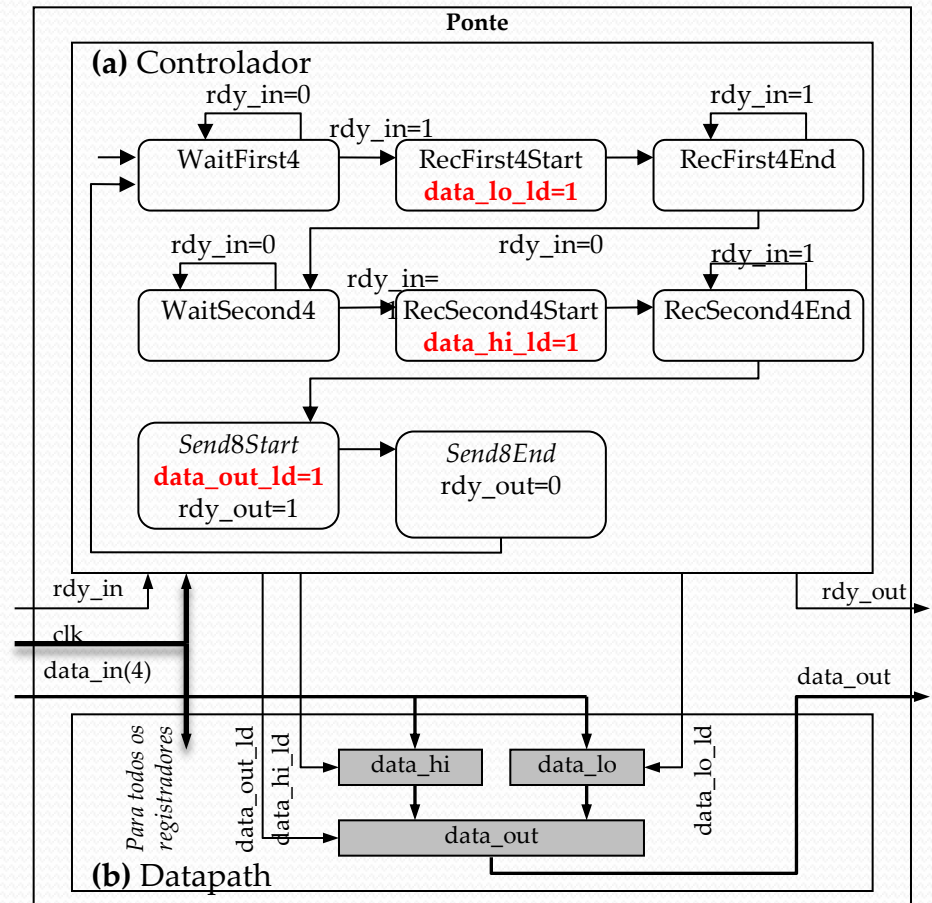 Ponte
(a) Controlador
rdy_in=0
rdy_in=1
rdy_in=1
WaitFirst4
RecFirst4Start
data_lo_ld=1
RecFirst4End
rdy_in=0
rdy_in=0
rdy_in=1
rdy_in=
1
WaitSecond4
RecSecond4Start
data_hi_ld=1
RecSecond4End
Send8Start
data_out_ld=1
rdy_out=1
Send8End
rdy_out=0
rdy_in
rdy_out
clk
data_in(4)
data_out
Para todos os
registradores
data_out_ld
data_hi_ld
data_hi
data_lo
data_lo_ld
data_out
(b) Datapath